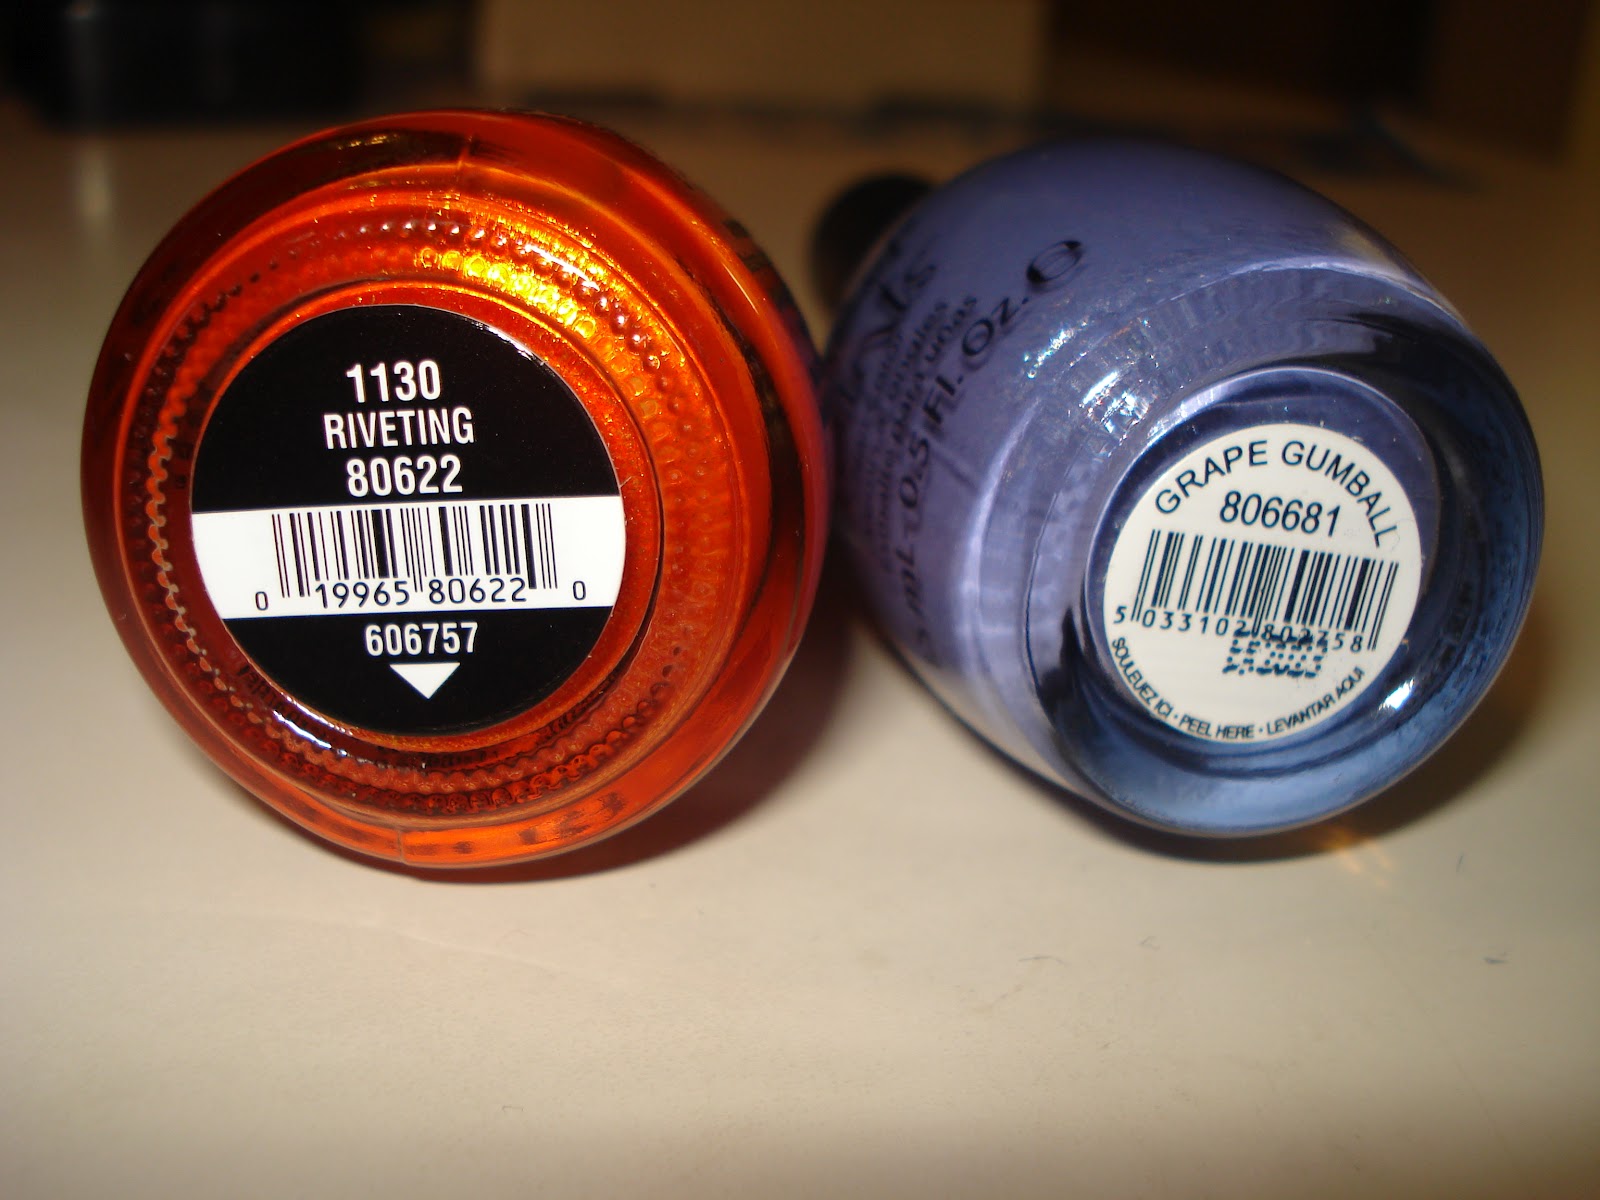 1130
RIVETING
80622
0 19965 80622 0
606757
0.5 Fl. Oz. e
GRAPE GUMBALL
806681
5 033102 802758
SOULEVEZ ICI • PEEL HERE • LEVANTAR AQUI